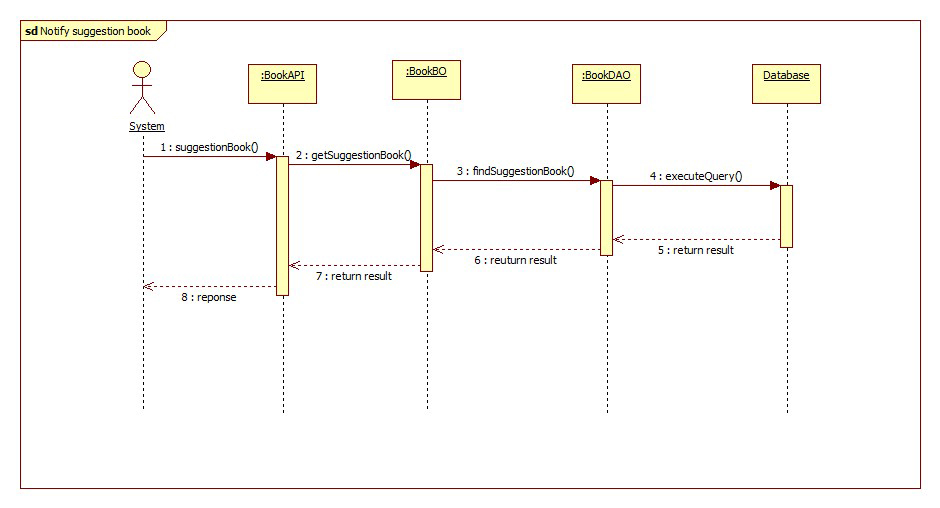 sd Notify suggestion book
:BookAPI
:BookBO
:BookDAO
Database
System
1 : suggestionBook()
2 : getSuggestionBook()
3 : findSuggestionBook()
4 : executeQuery()
5 : return result
6 : reuturn result
7 : return result
8 : reponse